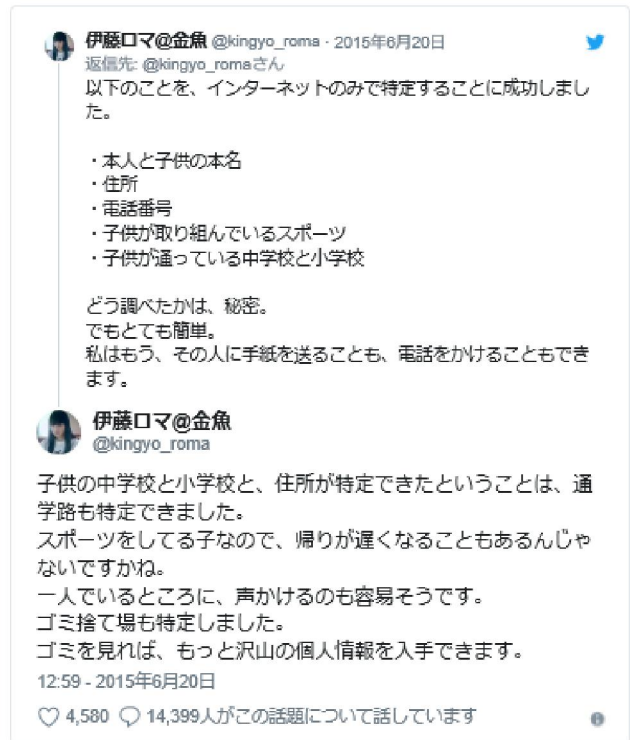 伊藤ロマ@金魚 @kingyo_roma · 2015年6月20日
返信先: @kingyo_romaさん
以下のことを、インターネットのみで特定することに成功しまし
た。
・本人と子供の本名
・住所
・電話番号
・子供が取り組んでいるスポーツ
・子供が通っている中学校と小学校
どう調べたかは、秘密。
でもとても簡単。
私はもう、その人に手紙を送ることも、電話をかけることもでき
ます。
伊藤ロマ@金魚
@kingyo_roma
子供の中学校と小学校と、住所が特定できたということは、通
学路も特定できました。
スポーツをしてる子なので、帰りが遅くなることもあるんじゃ
ないですかね。
一人でいるところに、声かけるのも容易そうです。
ゴミ捨て場も特定しました。
ゴミを見れば、もっと沢山の個人情報を入手できます。
12:59 - 2015年6月20日
4,580 14,399人がこの話題について話しています